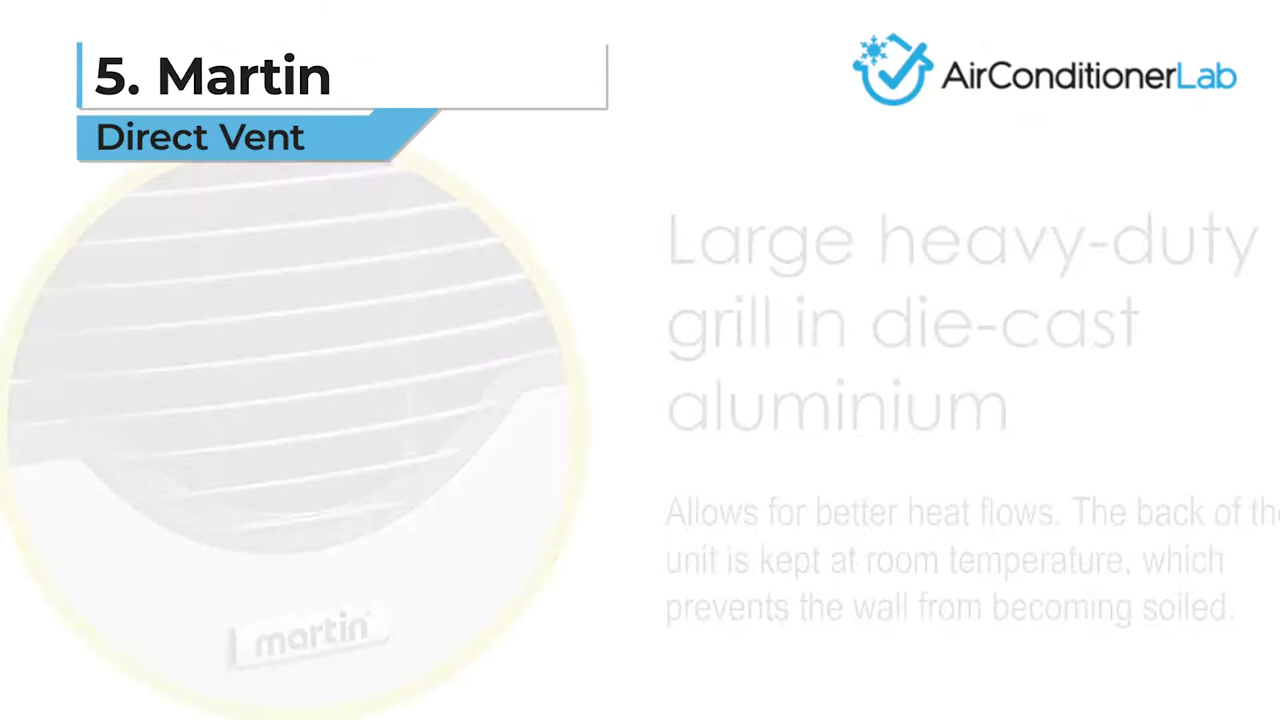 5. Martin
Direct Vent
AirConditionerLab
Large heavy-duty
grill in die-cast
aluminium
Allows for better heat flows. The back of the
unit is kept at room temperature, which
prevents the wall from becoming soiled.
martin